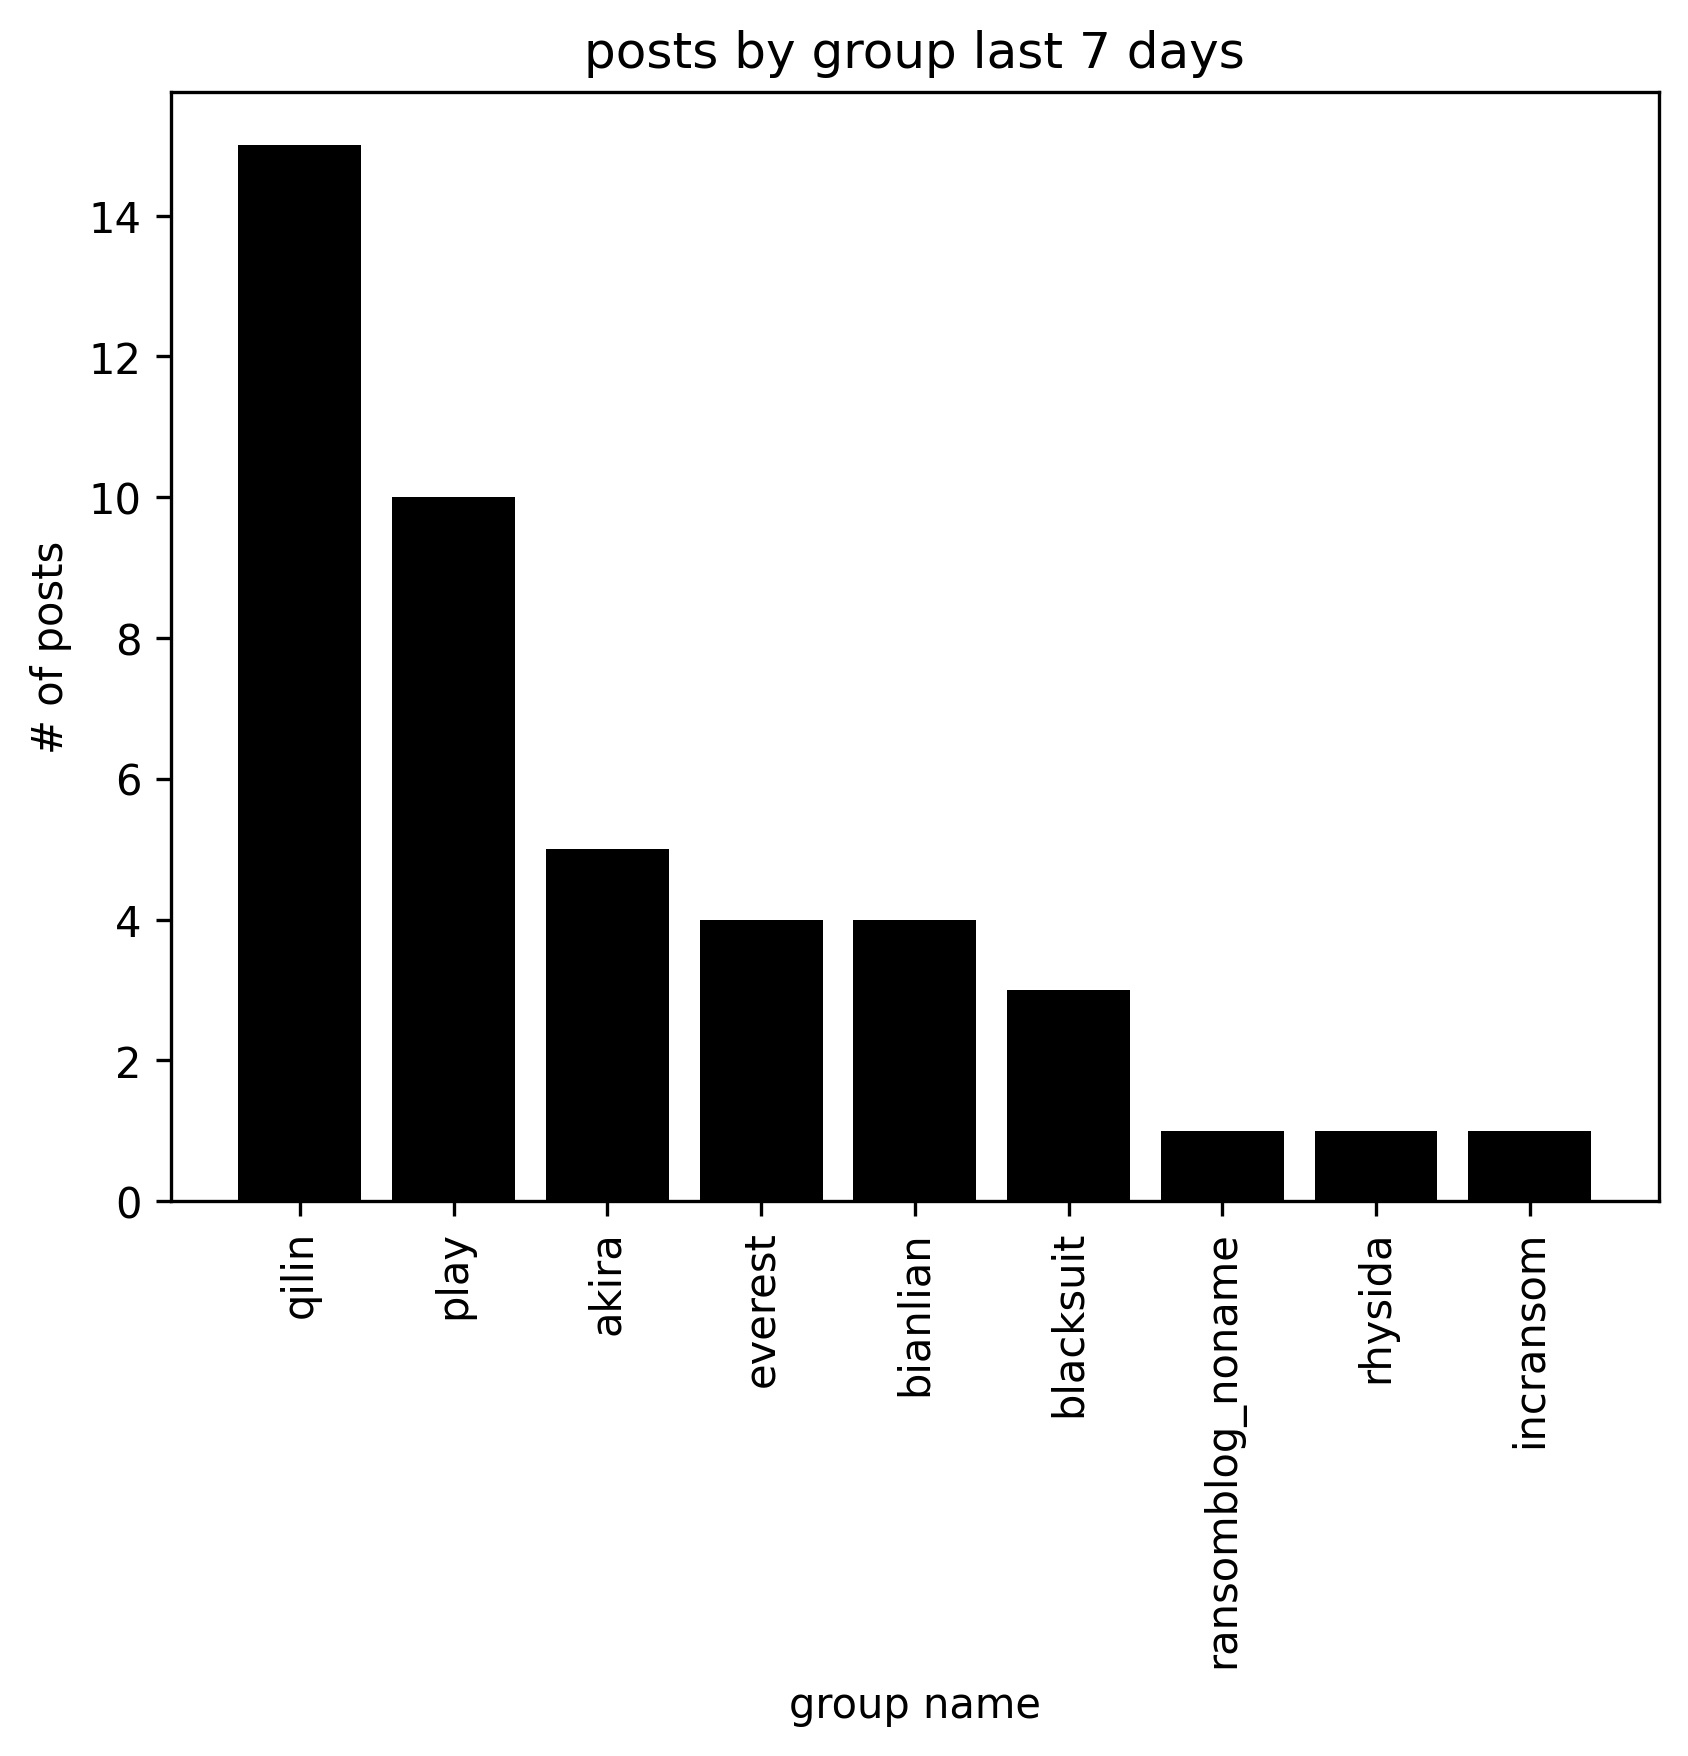 posts by group last 7 days
# of posts
14
12
10
8
6
4
2
0
qilin
play
akira
everest
bianlian
blacksuit
ransomblog_noname
rhysida
incransom
group name